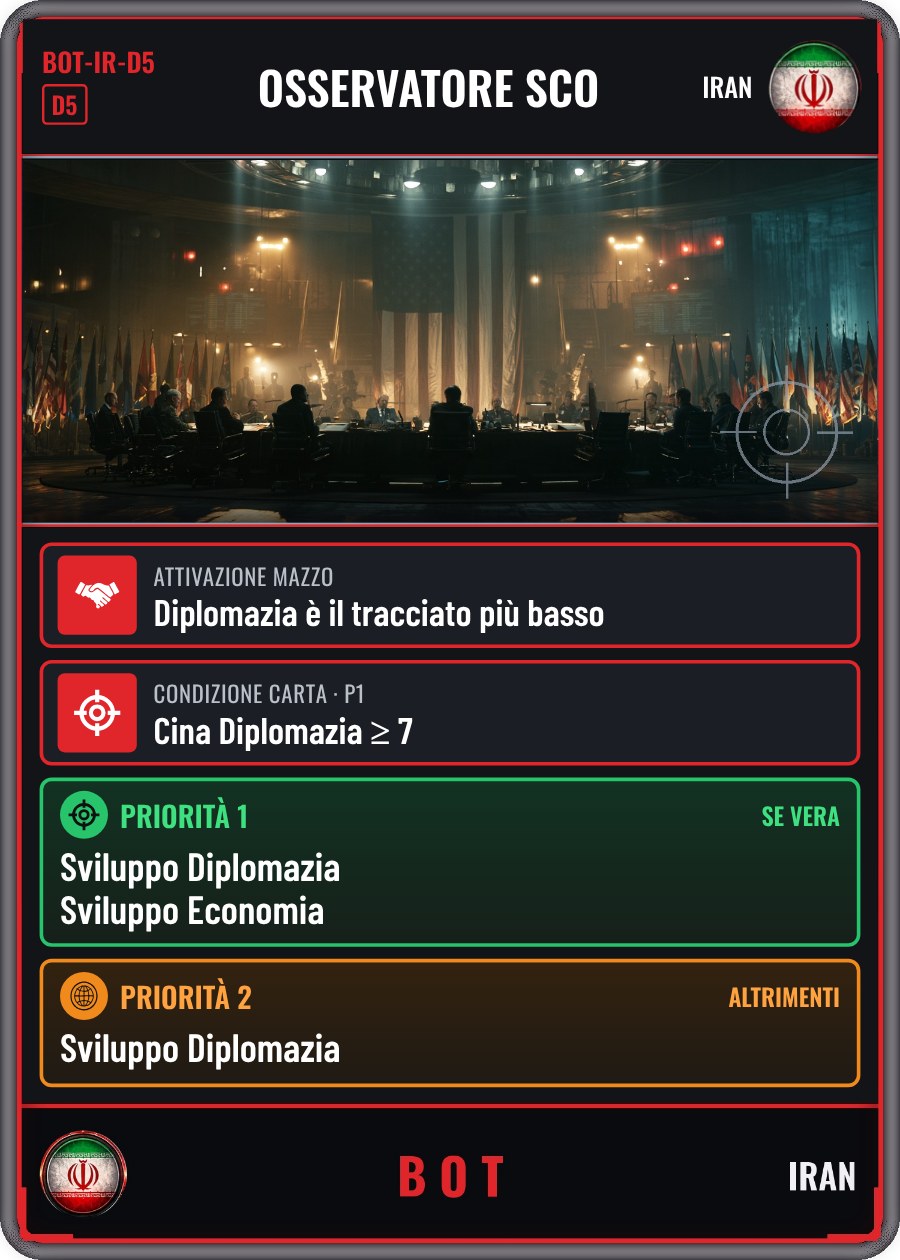 BOT-IR-D5
D5
OSSERVATORE SCO
IRAN
ATTIVAZIONE MAZZO
Diplomazia è il tracciato più basso
CONDIZIONE CARTA · P1
Cina Diplomazia ≥ 7
PRIORITÀ 1
SE VERA
Sviluppo Diplomazia
Sviluppo Economia
PRIORITÀ 2
ALTRIMENTI
Sviluppo Diplomazia
BOT
IRAN